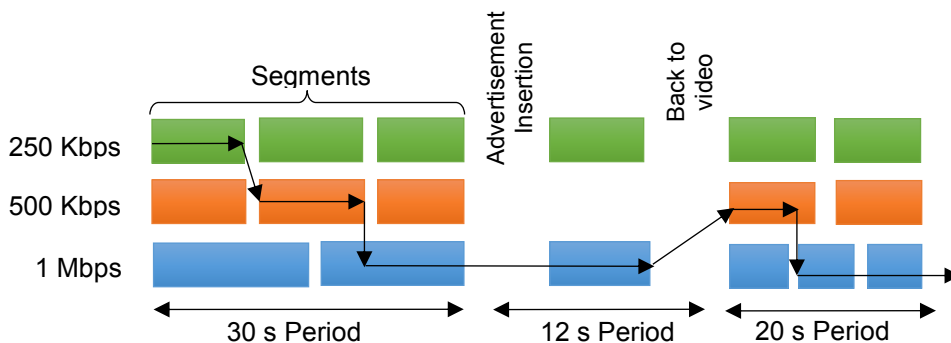 Segments
Advertisement
Insertion
Back to
video
250 Kbps
500 Kbps
1 Mbps
30 s Period
12 s Period
20 s Period